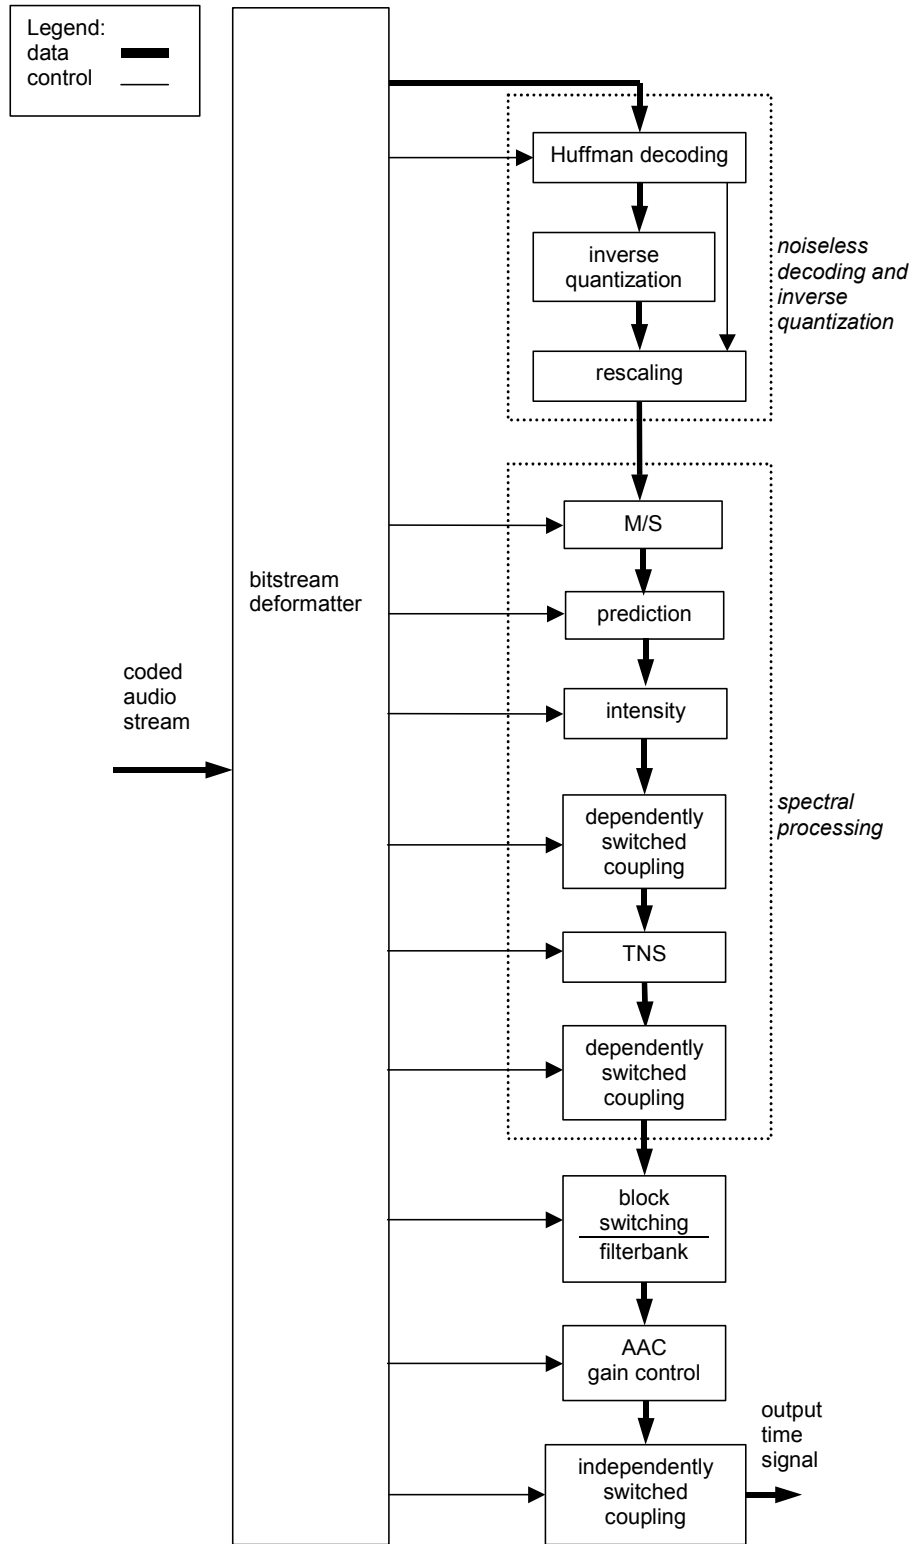 Legend:
data
control
Huffman decoding
inverse
quantization
rescaling
noiseless
decoding and
inverse
quantization
M/S
prediction
intensity
dependently
switched
coupling
TNS
dependently
switched
coupling
spectral
processing
bitstream
deformatter
coded
audio
stream
block
switching
filterbank
AAC
gain control
independently
switched
coupling
output
time
signal